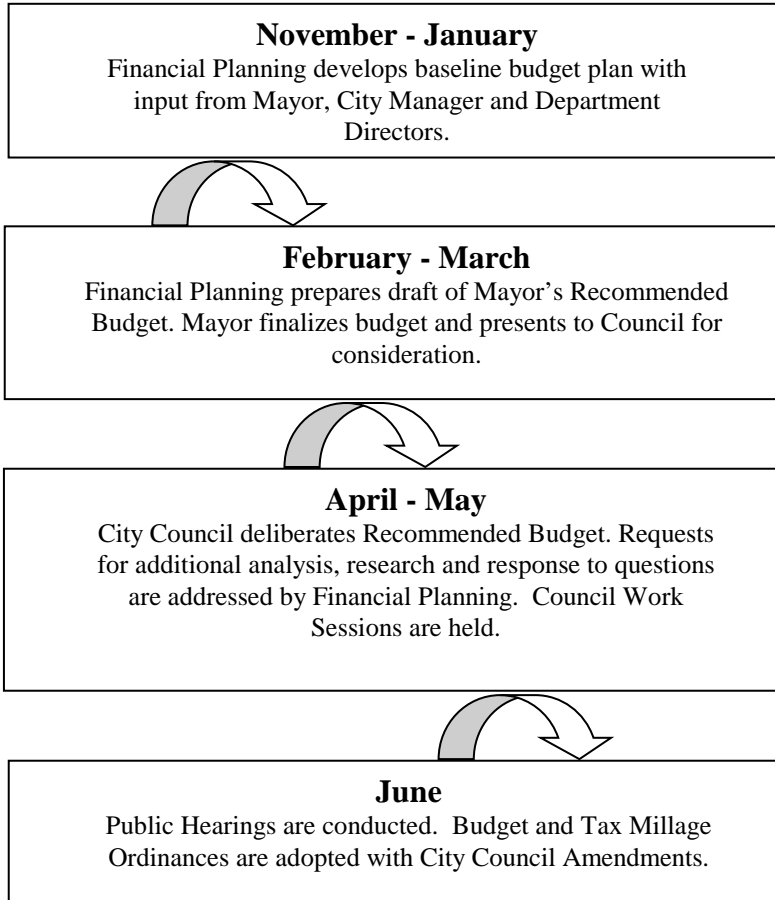 November - January
Financial Planning develops baseline budget plan with
input from Mayor, City Manager and Department
Directors.
February - March
Financial Planning prepares draft of Mayor’s Recommended
Budget. Mayor finalizes budget and presents to Council for
consideration.
April - May
City Council deliberates Recommended Budget. Requests
for additional analysis, research and response to questions
are addressed by Financial Planning.  Council Work
Sessions are held.
June
Public Hearings are conducted.  Budget and Tax Millage
Ordinances are adopted with City Council Amendments.